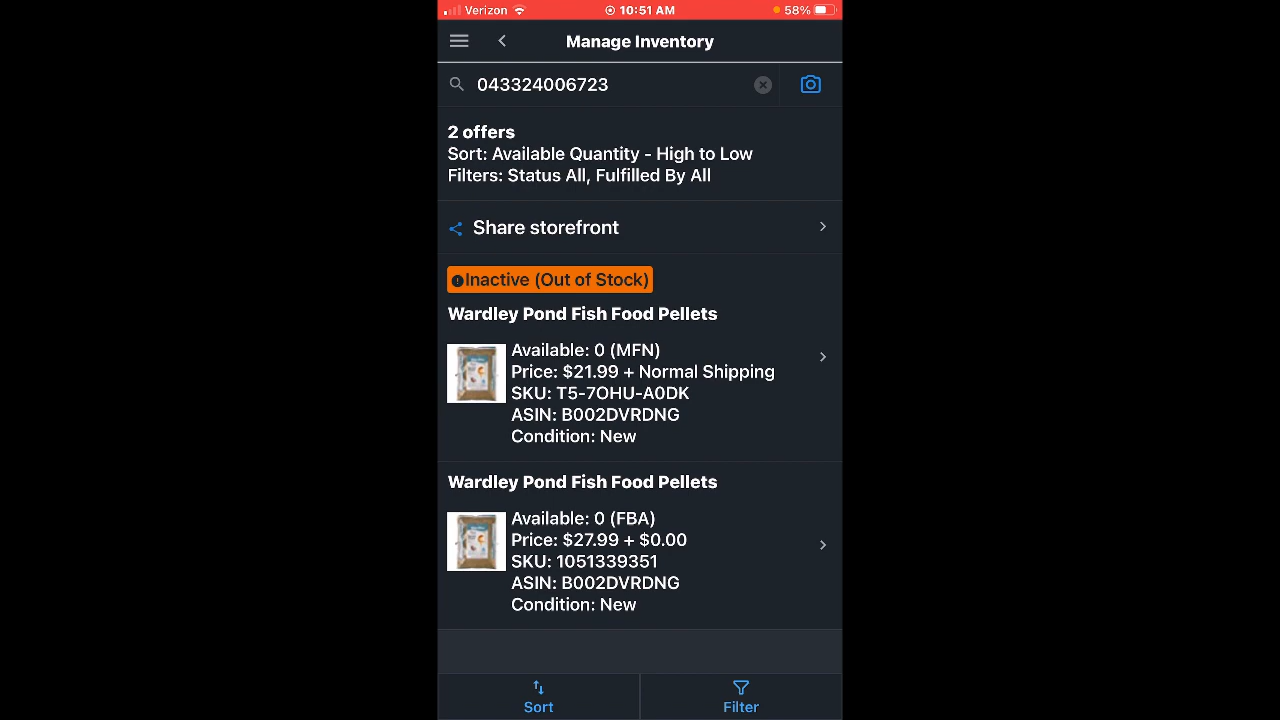 Verizon 10:51 AM 58%
Manage Inventory
043324006723
2 offers
Sort: Available Quantity - High to Low
Filters: Status All, Fulfilled By All
Share storefront
Inactive (Out of Stock)
Wardley Pond Fish Food Pellets
Available: 0 (MFN)
Price: $21.99 + Normal Shipping
SKU: T5-7OHU-A0DK
ASIN: B002DVRDNG
Condition: New
Wardley Pond Fish Food Pellets
Available: 0 (FBA)
Price: $27.99 + $0.00
SKU: 1051339351
ASIN: B002DVRDNG
Condition: New
Sort
Filter